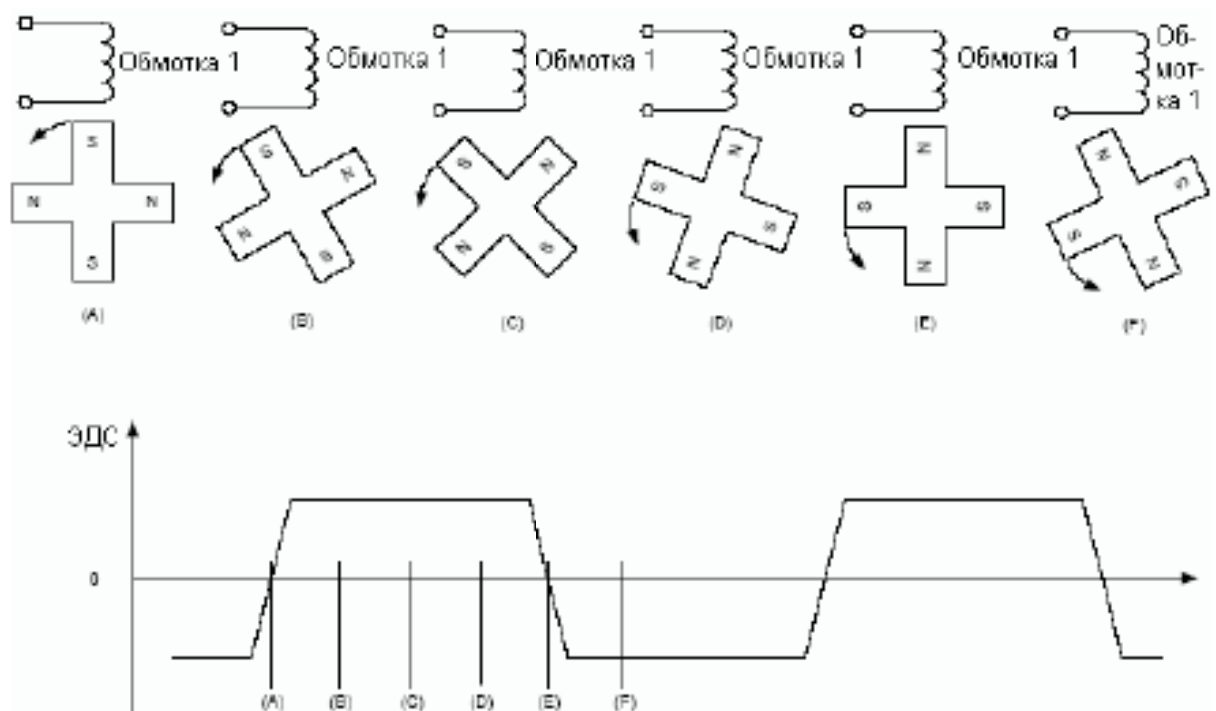 Обмотка 1
Обмотка 1
Обмотка 1
Обмотка 1
Обмотка 1
Об-
мот-
ка 1
S
N N
S
S
N
N
S
S
N
N
S
N
S
S
N
N
S S
N
N
S
S
N
(A) (B) (C) (D) (E) (F)
ЭДС
0
(A) (B) (C) (D) (E) (F)